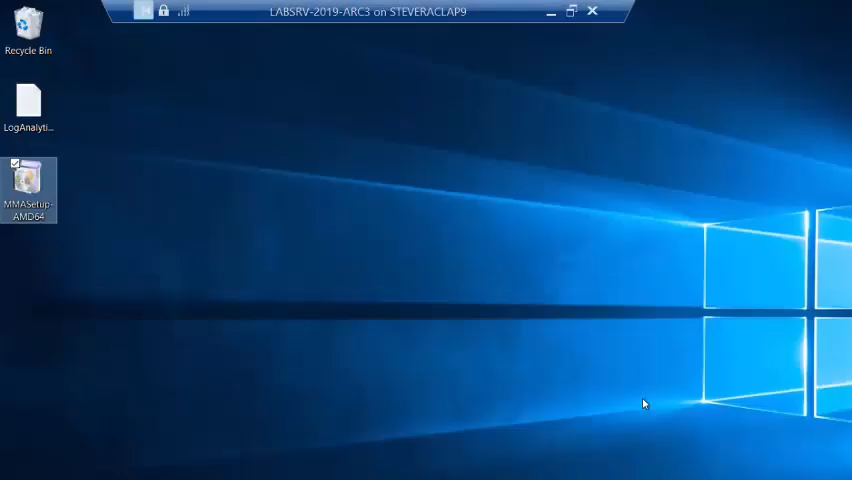 LABSRV-2019-ARC3 on STEVERACLAP9
Recycle Bin
LogAnalyti...
MMASetup-
AMD64